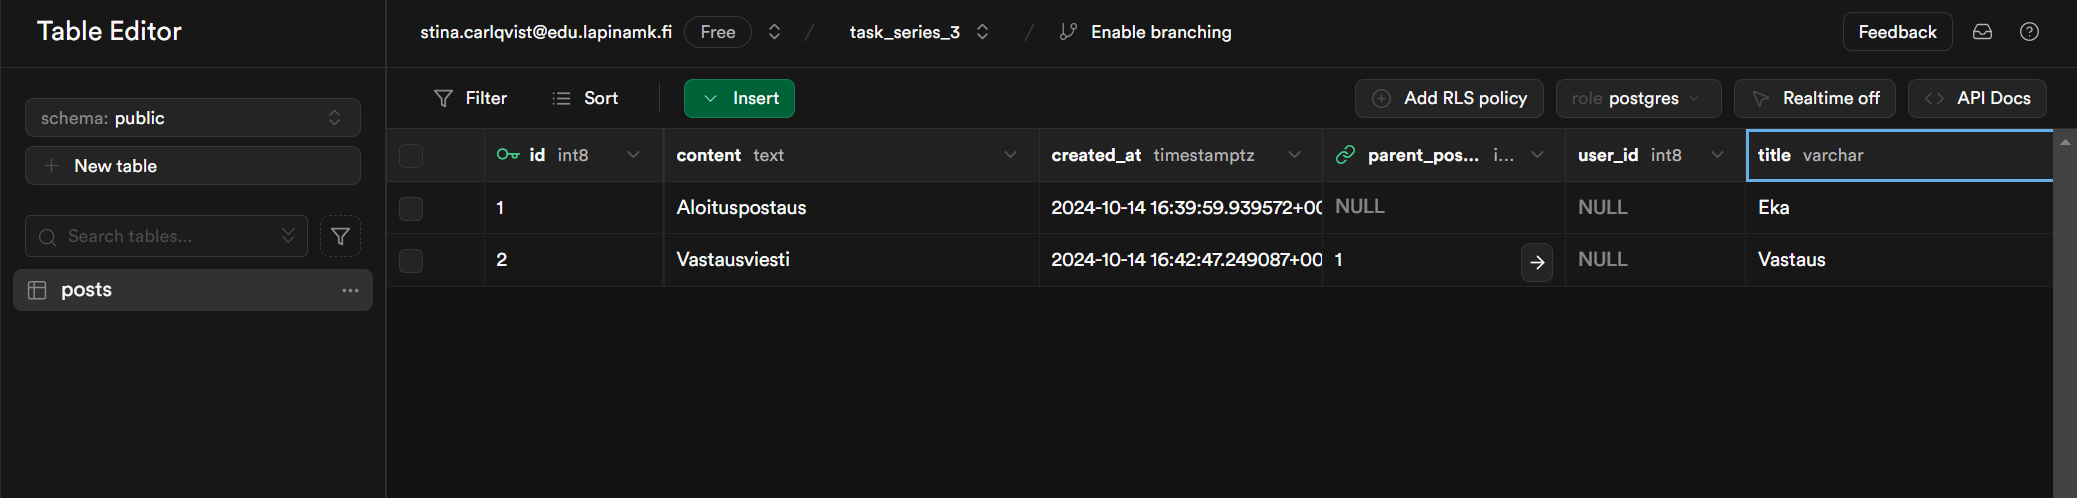 Table Editor
stina.carlqvist@edu.lapinamk.fi Free / task_series_3 / Enable branching Feedback
schema: public
New table
Search tables...
posts
Filter Sort Insert Add RLS policy role postgres Realtime off API Docs
id int8 content text created_at timestamptz parent_pos... i... user_id int8 title varchar
1 Aloituspostaus 2024-10-14 16:39:59.939572+00 NULL NULL Eka
2 Vastausviesti 2024-10-14 16:42:47.249087+00 1 NULL Vastaus